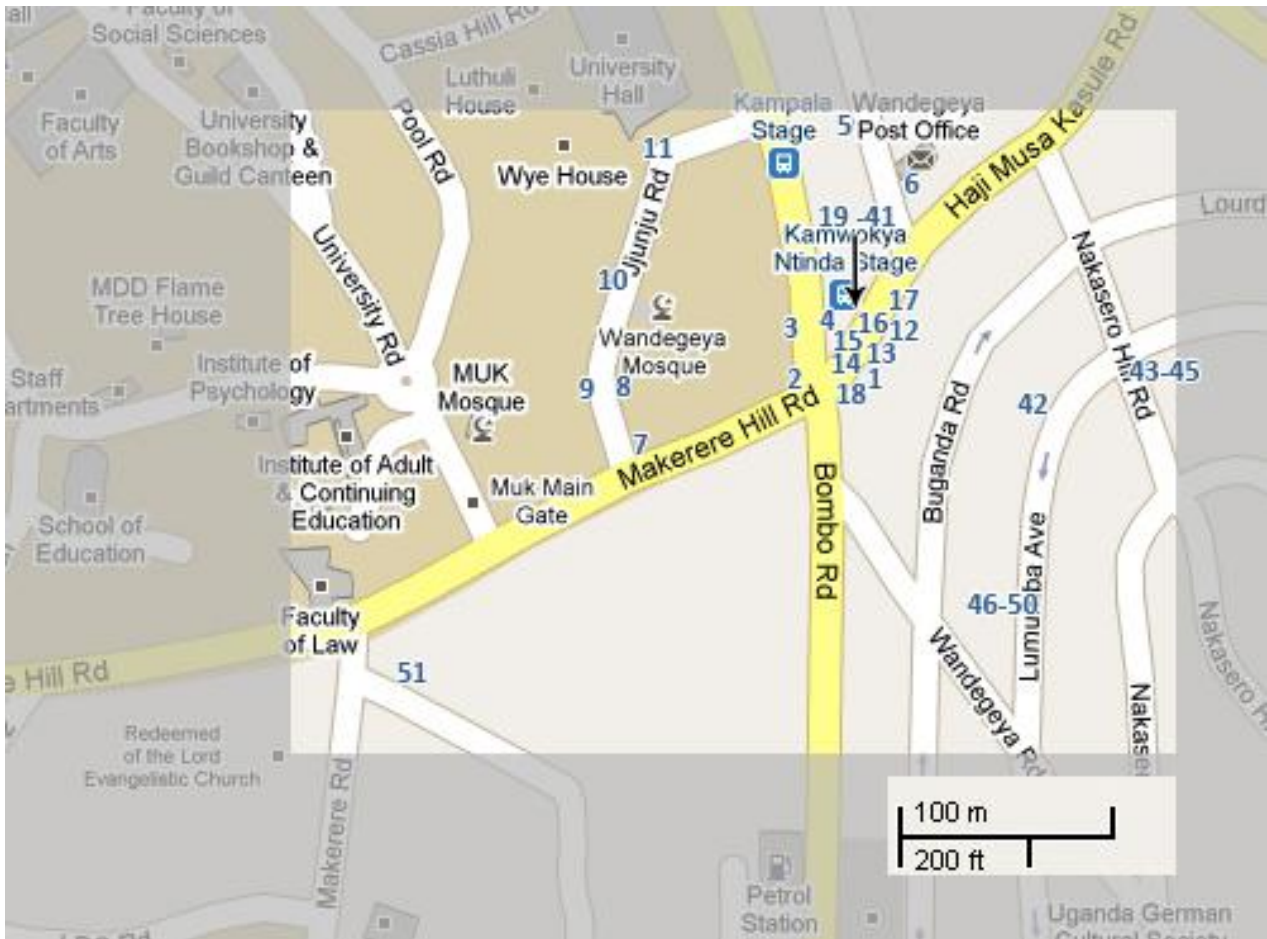 all
Faculty of
Social Sciences
Cassia Hill Rd
Luthuli
House
University
Hall
Kampala
Stage
Wandegeya
Post Office
5
Haji Musa Kasule Rd
Faculty
of Arts
University
Bookshop &
Guild Canteen
Pool Rd
Wye House
11
6
Lourd
19 -41
Kamwokya
Ntinda Stage
Jjunju Rd
10
University Rd
Nakasero Hill Rd
MDD Flame
Tree House
17
3
4
16
12
Wandegeya
Mosque
15
Institute of
Psychology
14
13
Staff
artments
MUK
Mosque
9
8
2
1
18
43-45
42
7
Makerere Hill Rd
Buganda Rd
Institute of Adult
& Continuing
Education
Muk Main
Gate
Bombo Rd
School of
Education
Lumumba Ave
Faculty
of Law
46-50
Wandegeya Rd
Nakasero H
51
e Hill Rd
Nakase
Redeemed
of the Lord
Evangelistic Church
Makerere Rd
100 m
200 ft
Petrol
Station
Uganda German
Cultural Society